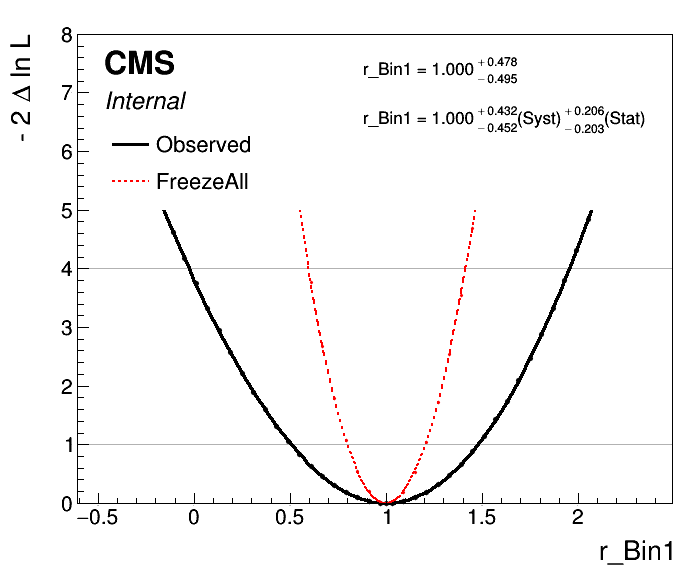 - 2 Δ ln L
8
7
6
5
4
3
2
1
0
CMS
Internal
Observed
FreezeAll
r_Bin1 = 1.000 +0.478 −0.495
r_Bin1 = 1.000 +0.432 −0.452 (Syst) +0.206 −0.203 (Stat)
−0.5 0 0.5 1 1.5 2
r_Bin1